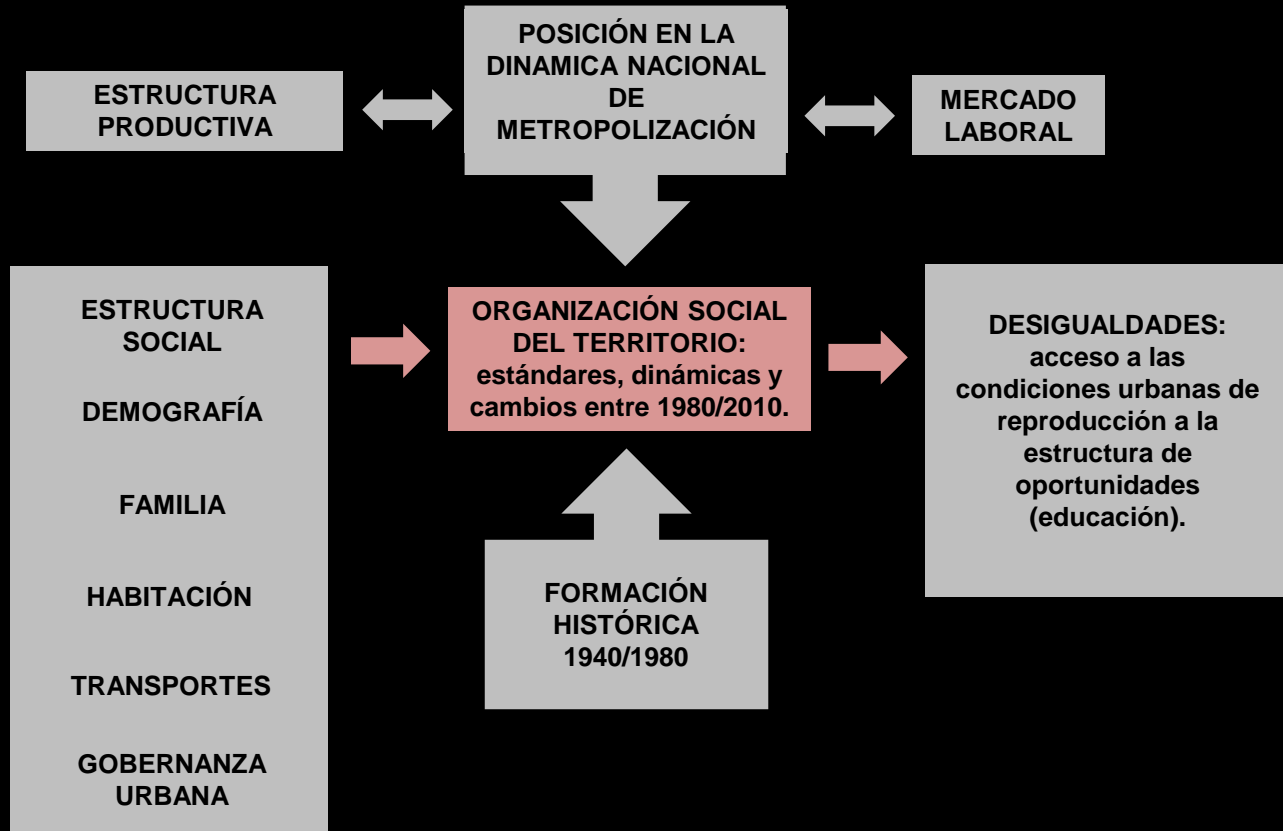 POSICIÓN EN LA
DINAMICA NACIONAL
DE
METROPOLIZACIÓN
ESTRUCTURA
PRODUCTIVA
MERCADO
LABORAL
ESTRUCTURA
SOCIAL
DEMOGRAFÍA
FAMILIA
HABITACIÓN
TRANSPORTES
GOBERNANZA
URBANA
ORGANIZACIÓN SOCIAL
DEL TERRITORIO:
estándares, dinámicas y
cambios entre 1980/2010.
FORMACIÓN
HISTÓRICA
1940/1980
DESIGUALDADES:
acceso a las
condiciones urbanas de
reproducción a la
estructura de
oportunidades
(educación).